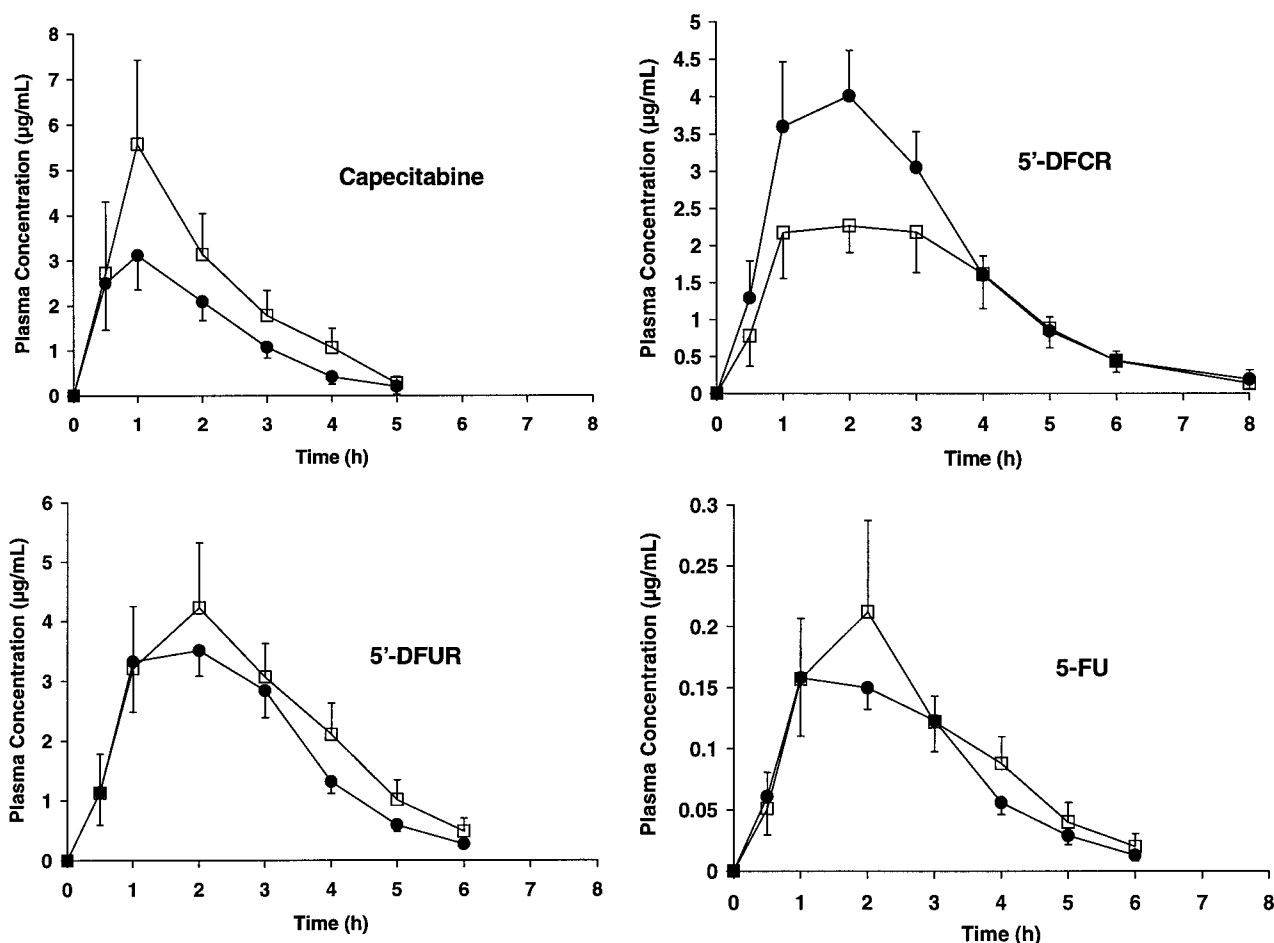 Capecitabine
Plasma Concentration (µg/mL)
8
7
6
5
4
3
2
1
0
0 1 2 3 4 5 6 7 8
Time (h)
5'-DFCR
Plasma Concentration (µg/mL)
5
4.5
4
3.5
3
2.5
2
1.5
1
0.5
0
0 1 2 3 4 5 6 7 8
Time (h)
5'-DFUR
Plasma Concentration (µg/mL)
6
5
4
3
2
1
0
0 1 2 3 4 5 6 7 8
Time (h)
5-FU
Plasma Concentration (µg/mL)
0.3
0.25
0.2
0.15
0.1
0.05
0
0 1 2 3 4 5 6 7 8
Time (h)